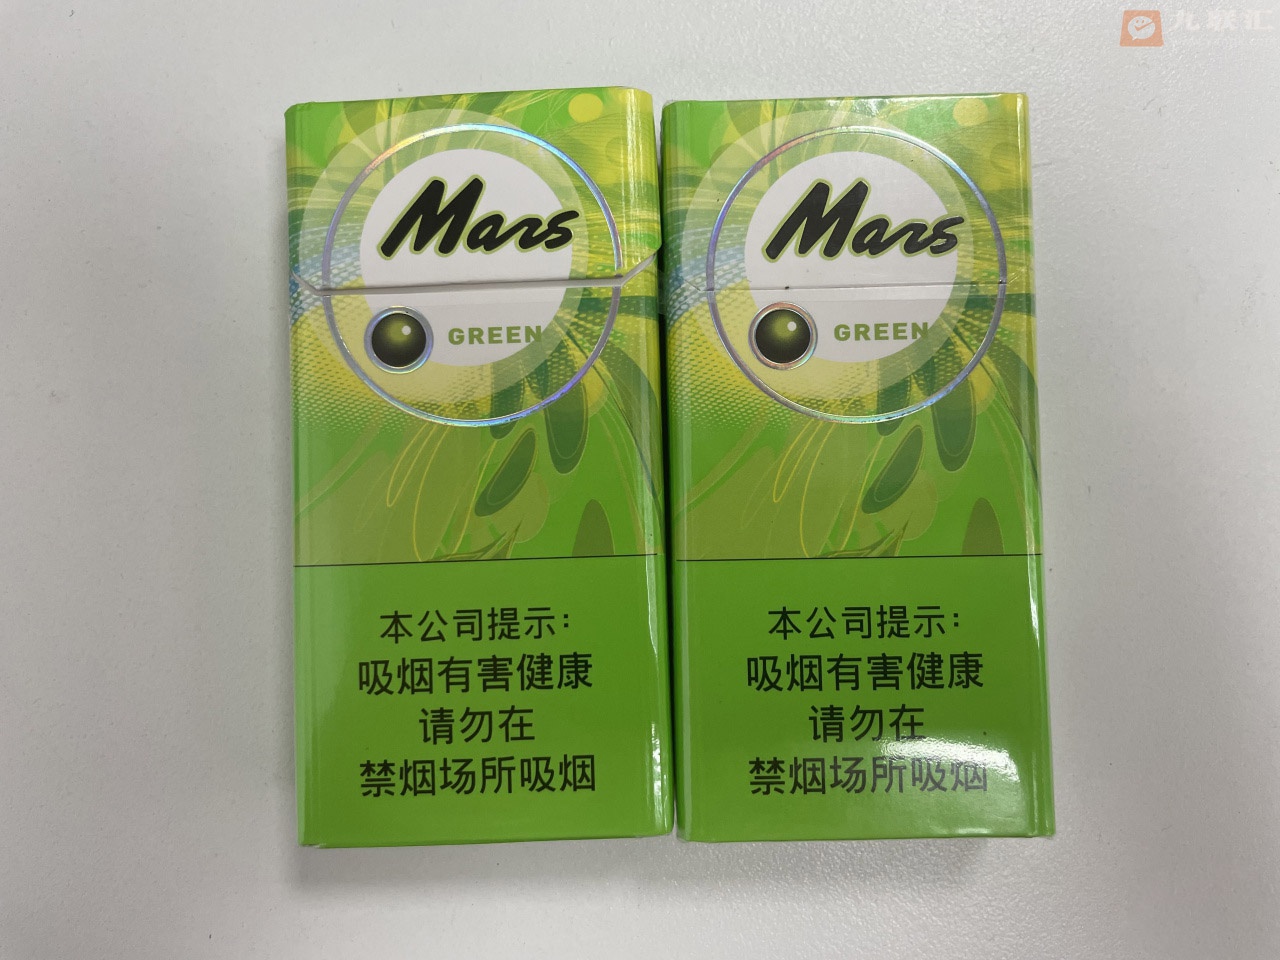 九联汇
Mars
GREEN
本公司提示:
吸烟有害健康
请勿在
禁烟场所吸烟
Mars
GREEN
本公司提示:
吸烟有害健康
请勿在
禁烟场所吸烟